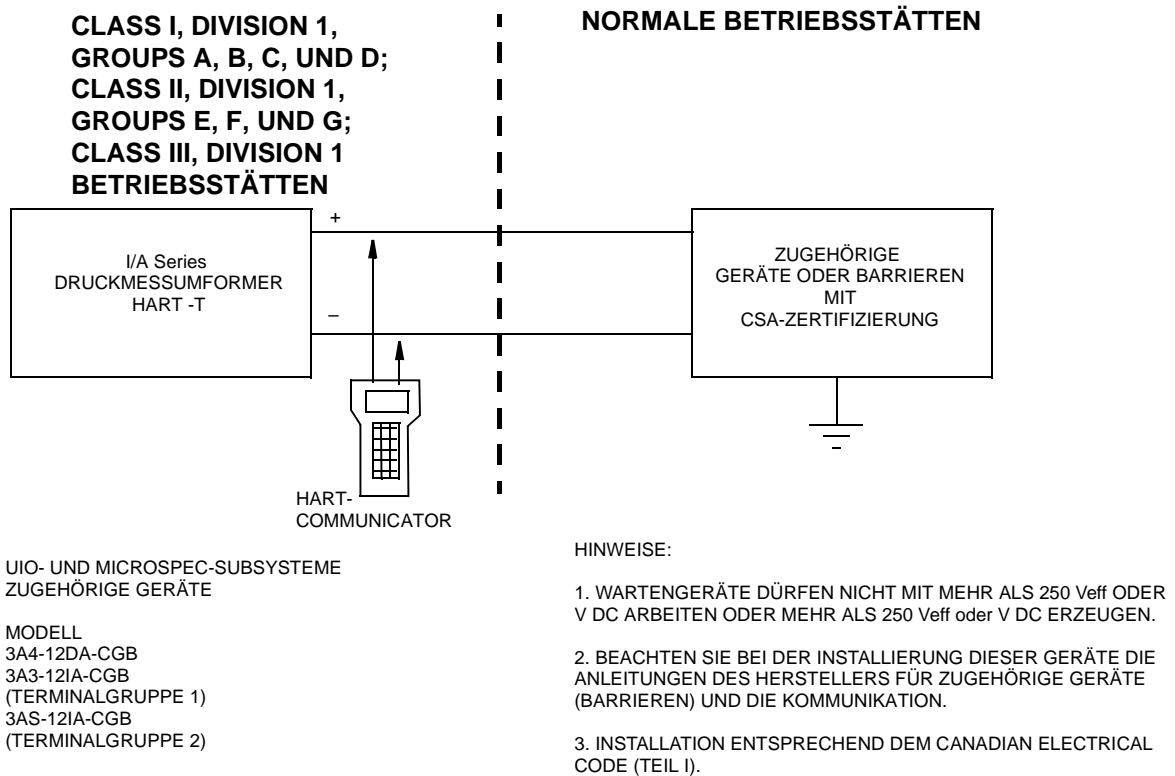 CLASS I, DIVISION 1,
GROUPS A, B, C, UND D;
CLASS II, DIVISION 1,
GROUPS E, F, UND G;
CLASS III, DIVISION 1
BETRIEBSSTÄTTEN
NORMALE BETRIEBSSTÄTTEN
I/A Series
DRUCKMESSUMFORMER
HART -T
+
–
ZUGEHÖRIGE
GERÄTE ODER BARRIEREN
MIT
CSA-ZERTIFIZIERUNG
HART-
COMMUNICATOR
UIO- UND MICROSPEC-SUBSYSTEME
ZUGEHÖRIGE GERÄTE
MODELL
3A4-12DA-CGB
3A3-12IA-CGB
(TERMINALGRUPPE 1)
3AS-12IA-CGB
(TERMINALGRUPPE 2)
HINWEISE:
1. WARTENGERÄTE DÜRFEN NICHT MIT MEHR ALS 250 Veff ODER
V DC ARBEITEN ODER MEHR ALS 250 Veff oder V DC ERZEUGEN.
2. BEACHTEN SIE BEI DER INSTALLIERUNG DIESER GERÄTE DIE
ANLEITUNGEN DES HERSTELLERS FÜR ZUGEHÖRIGE GERÄTE
(BARRIEREN) UND DIE KOMMUNIKATION.
3. INSTALLATION ENTSPRECHEND DEM CANADIAN ELECTRICAL
CODE (TEIL I).